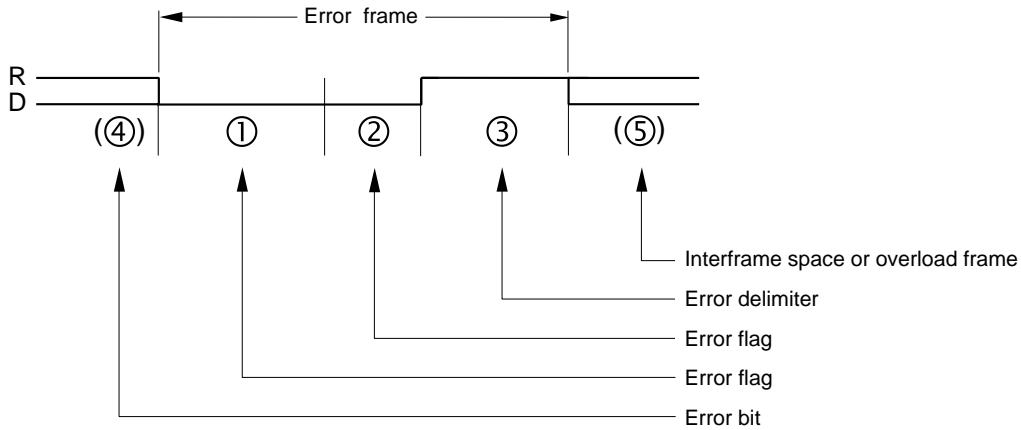 Error frame
R
D
(④) ① ② ③ (⑤)
Interframe space or overload frame
Error delimiter
Error flag
Error flag
Error bit